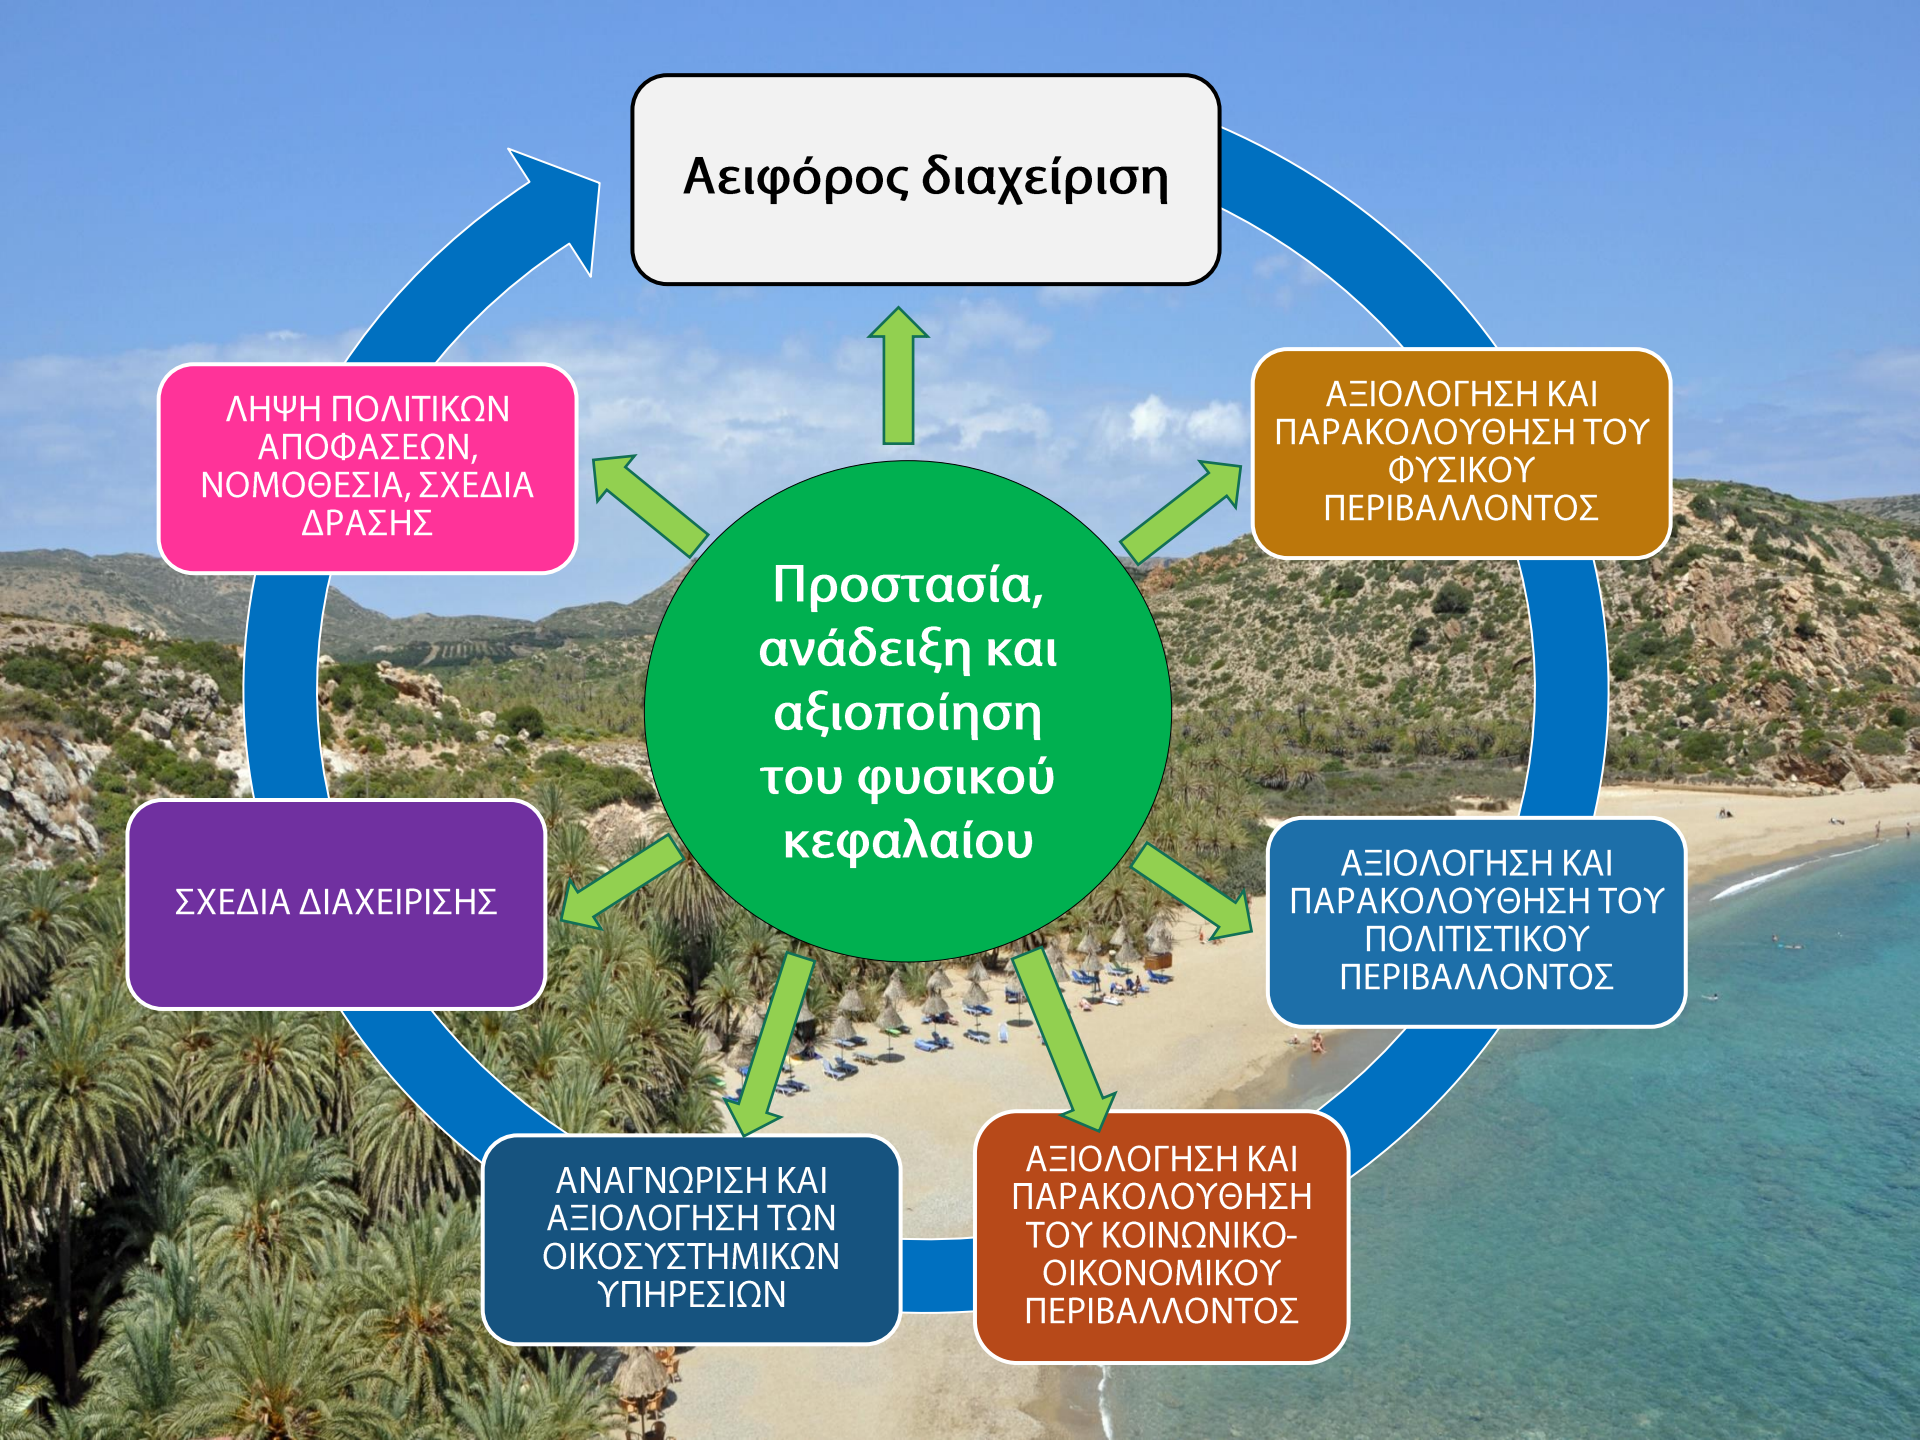 Αειφόρος διαχείριση
ΑΞΙΟΛΟΓΗΣΗ ΚΑΙ
ΠΑΡΑΚΟΛΟΥΘΗΣΗ ΤΟΥ
ΦΥΣΙΚΟΥ
ΠΕΡΙΒΑΛΛΟΝΤΟΣ
ΑΞΙΟΛΟΓΗΣΗ ΚΑΙ
ΠΑΡΑΚΟΛΟΥΘΗΣΗ ΤΟΥ
ΠΟΛΙΤΙΣΤΙΚΟΥ
ΠΕΡΙΒΑΛΛΟΝΤΟΣ
ΑΞΙΟΛΟΓΗΣΗ ΚΑΙ
ΠΑΡΑΚΟΛΟΥΘΗΣΗ
ΤΟΥ ΚΟΙΝΩΝΙΚΟ-
ΟΙΚΟΝΟΜΙΚΟΥ
ΠΕΡΙΒΑΛΛΟΝΤΟΣ
ΑΝΑΓΝΩΡΙΣΗ ΚΑΙ
ΑΞΙΟΛΟΓΗΣΗ ΤΩΝ
ΟΙΚΟΣΥΣΤΗΜΙΚΩΝ
ΥΠΗΡΕΣΙΩΝ
ΣΧΕΔΙΑ ΔΙΑΧΕΙΡΙΣΗΣ
ΛΗΨΗ ΠΟΛΙΤΙΚΩΝ
ΑΠΟΦΑΣΕΩΝ,
ΝΟΜΟΘΕΣΙΑ, ΣΧΕΔΙΑ
ΔΡΑΣΗΣ
Προστασία,
ανάδειξη και
αξιοποίηση
του φυσικού
κεφαλαίου